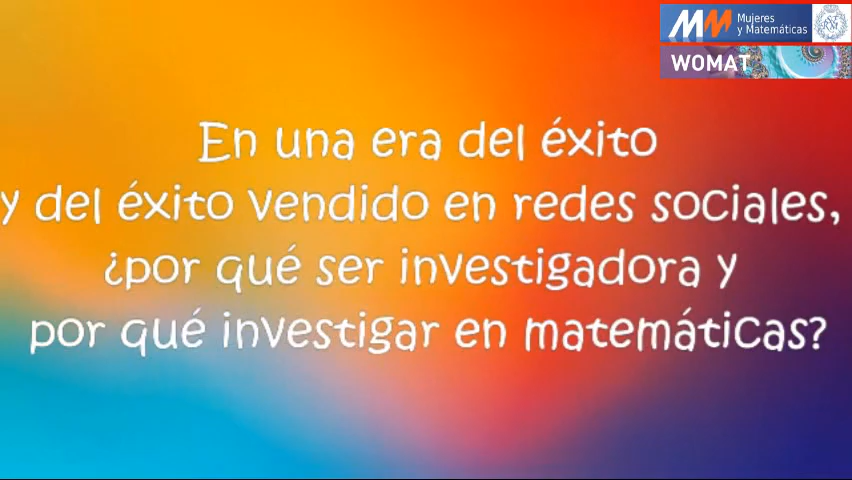 Mujeres
y Matemáticas
WOMAT
En una era del éxito
y del éxito vendido en redes sociales,
¿por qué ser investigadora y
por qué investigar en matemáticas?